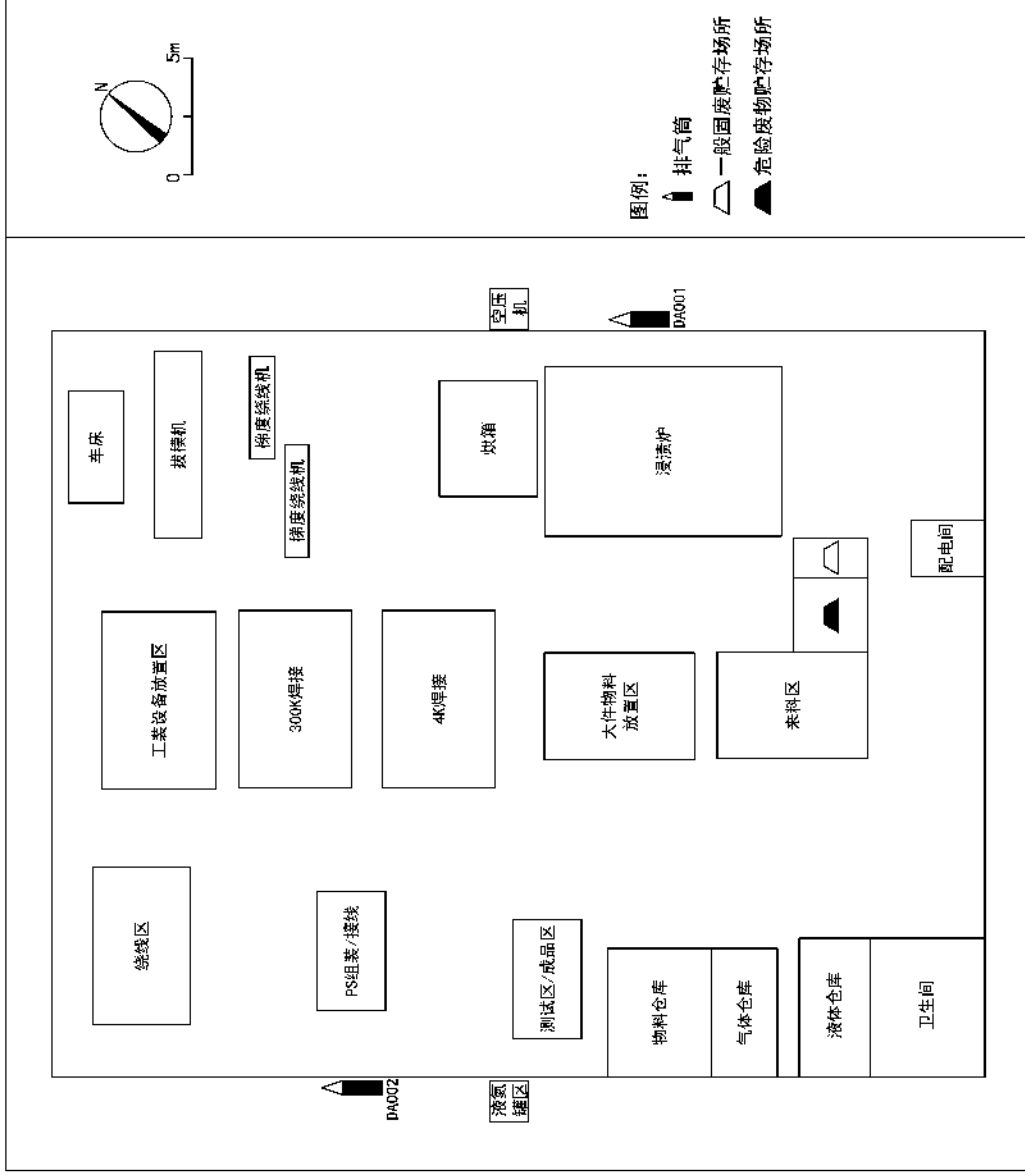 N
0
5m
图例:
排气筒
一般固废贮存场所
危险废物贮存场所
空压
机
DA001
车床
拔模机
梯度绕线机
梯度绕线机
烘箱
浸渍炉
配电间
工装设备放置区
300K焊接
4K焊接
大件物料
放置区
来料区
绕线区
PS组装/接线
测试区/成品区
物料仓库
气体仓库
液体仓库
卫生间
DA002
罐区